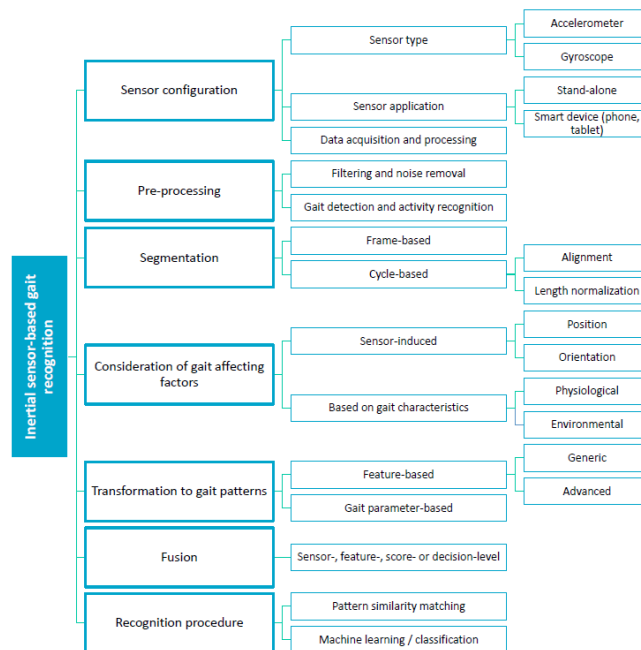 Inertial sensor-based gait
recognition
Sensor configuration
Sensor type
Accelerometer
Gyroscope
Sensor application
Stand-alone
Smart device (phone,
tablet)
Data acquisition and processing
Pre-processing
Filtering and noise removal
Gait detection and activity recognition
Segmentation
Frame-based
Cycle-based
Alignment
Length normalization
Consideration of gait affecting
factors
Sensor-induced
Position
Orientation
Based on gait characteristics
Physiological
Environmental
Transformation to gait patterns
Feature-based
Generic
Advanced
Gait parameter-based
Fusion
Sensor-, feature-, score- or decision-level
Recognition procedure
Pattern similarity matching
Machine learning / classification